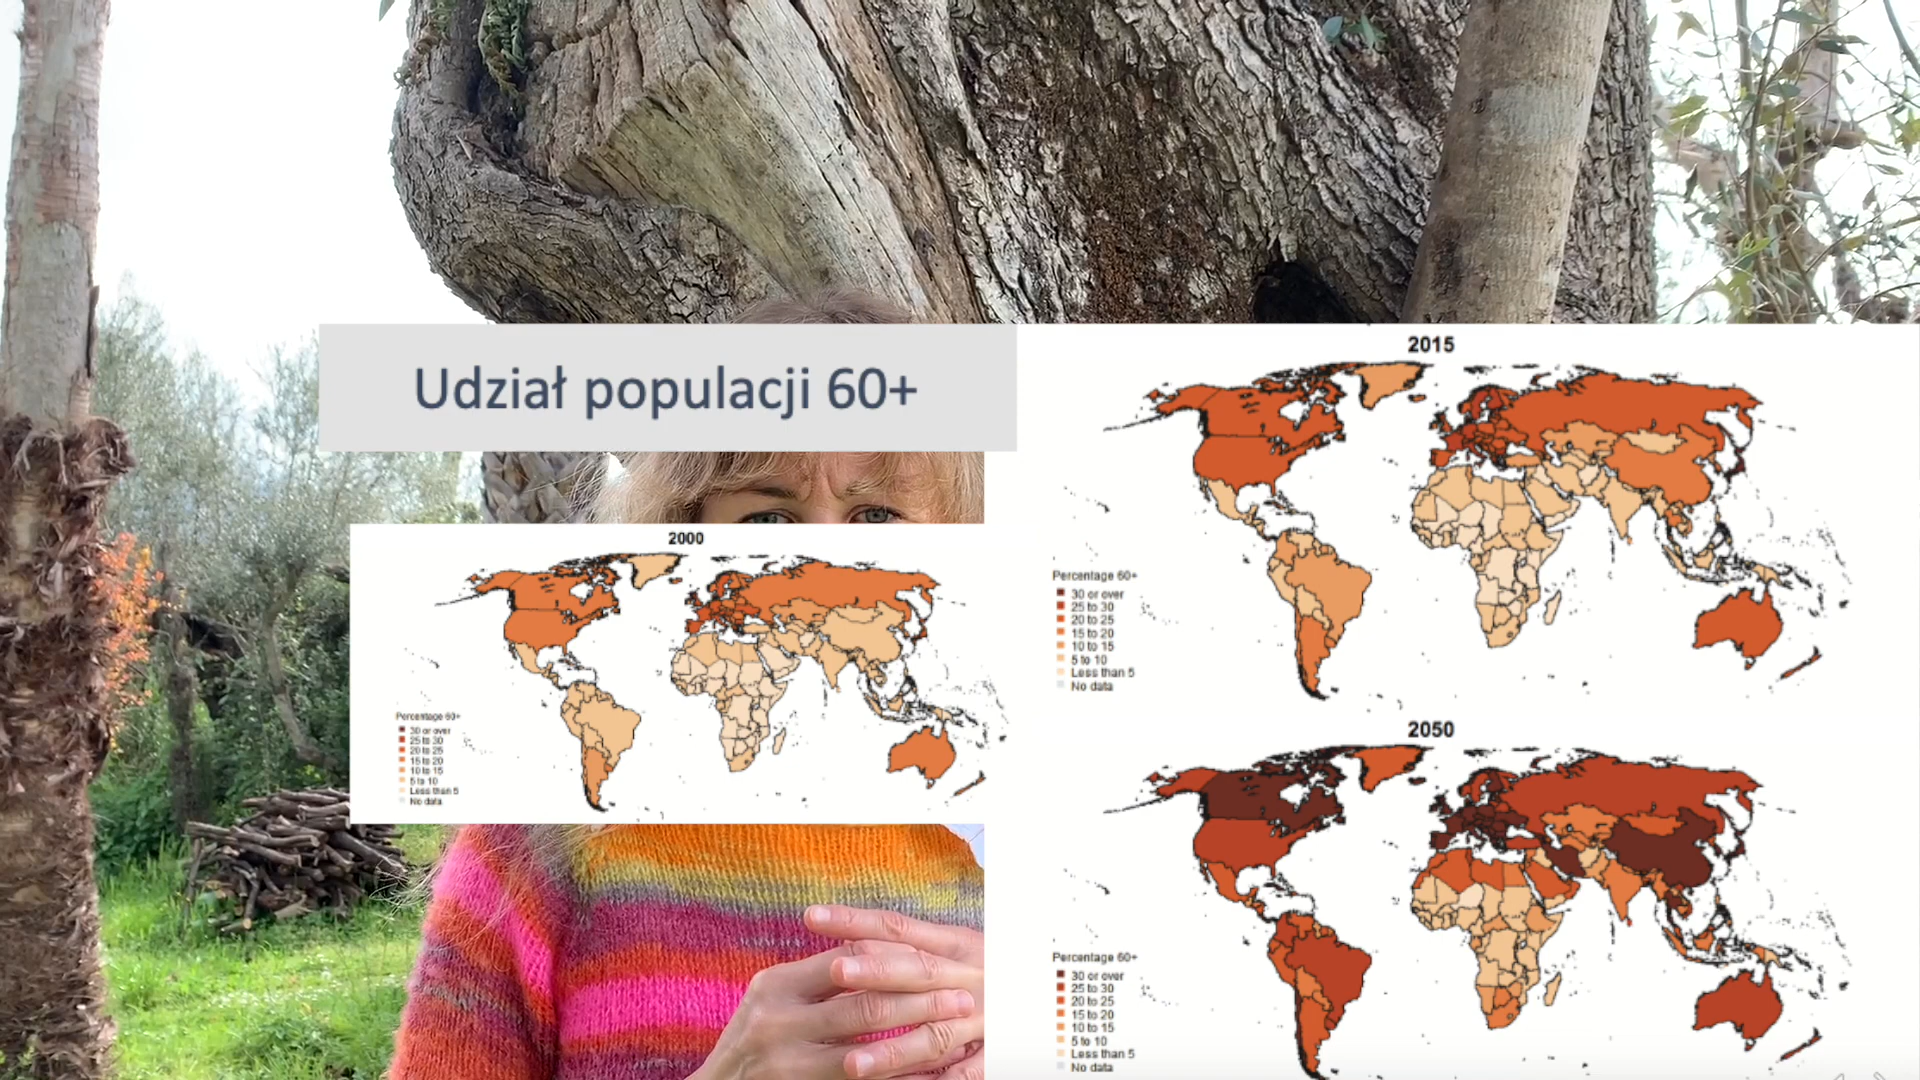 Udział populacji 60+
2000
Percentage 60+
30 or over
25 to 30
20 to 25
15 to 20
10 to 15
5 to 10
Less than 5
No data
2015
Percentage 60+
30 or over
25 to 30
20 to 25
15 to 20
10 to 15
5 to 10
Less than 5
No data
2050
Percentage 60+
30 or over
25 to 30
20 to 25
15 to 20
10 to 15
5 to 10
Less than 5
No data